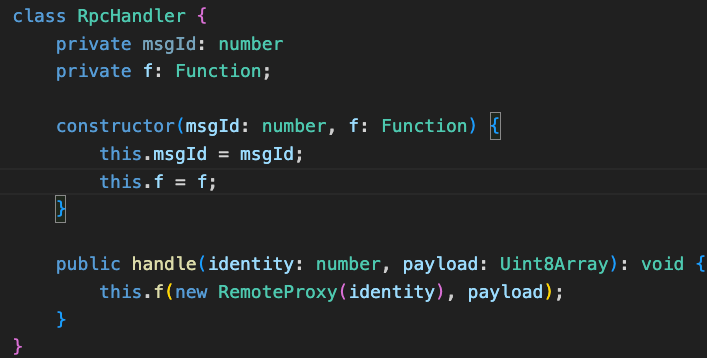 class RpcHandler {
    private msgId: number
    private f: Function;
    constructor(msgId: number, f: Function) {
        this.msgId = msgId;
        this.f = f;
    }
    public handle(identity: number, payload: Uint8Array): void {
        this.f(new RemoteProxy(identity), payload);
    }
}